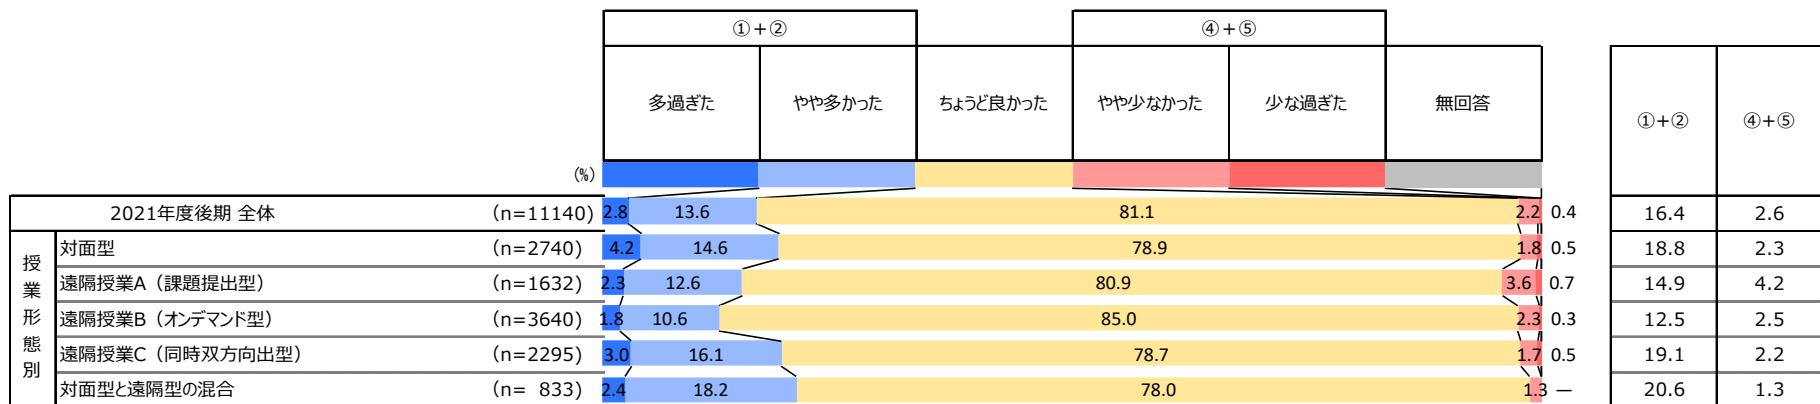 ①+② ④+⑤
多過ぎた やや多かった ちょうど良かった やや少なかった 少な過ぎた 無回答 ①+② ④+⑤
(%)
2021年度後期 全体 (n=11140) 2.8 13.6 81.1 2.2 0.4 16.4 2.6
授業形態別
対面型 (n=2740) 4.2 14.6 78.9 1.8 0.5 18.8 2.3
遠隔授業A（課題提出型） (n=1632) 2.3 12.6 80.9 3.6 0.7 14.9 4.2
遠隔授業B（オンデマンド型） (n=3640) 1.8 10.6 85.0 2.3 0.3 12.5 2.5
遠隔授業C（同時双方向出型） (n=2295) 3.0 16.1 78.7 1.7 0.5 19.1 2.2
対面型と遠隔型の混合 (n= 833) 2.4 18.2 78.0 1.3 — 20.6 1.3